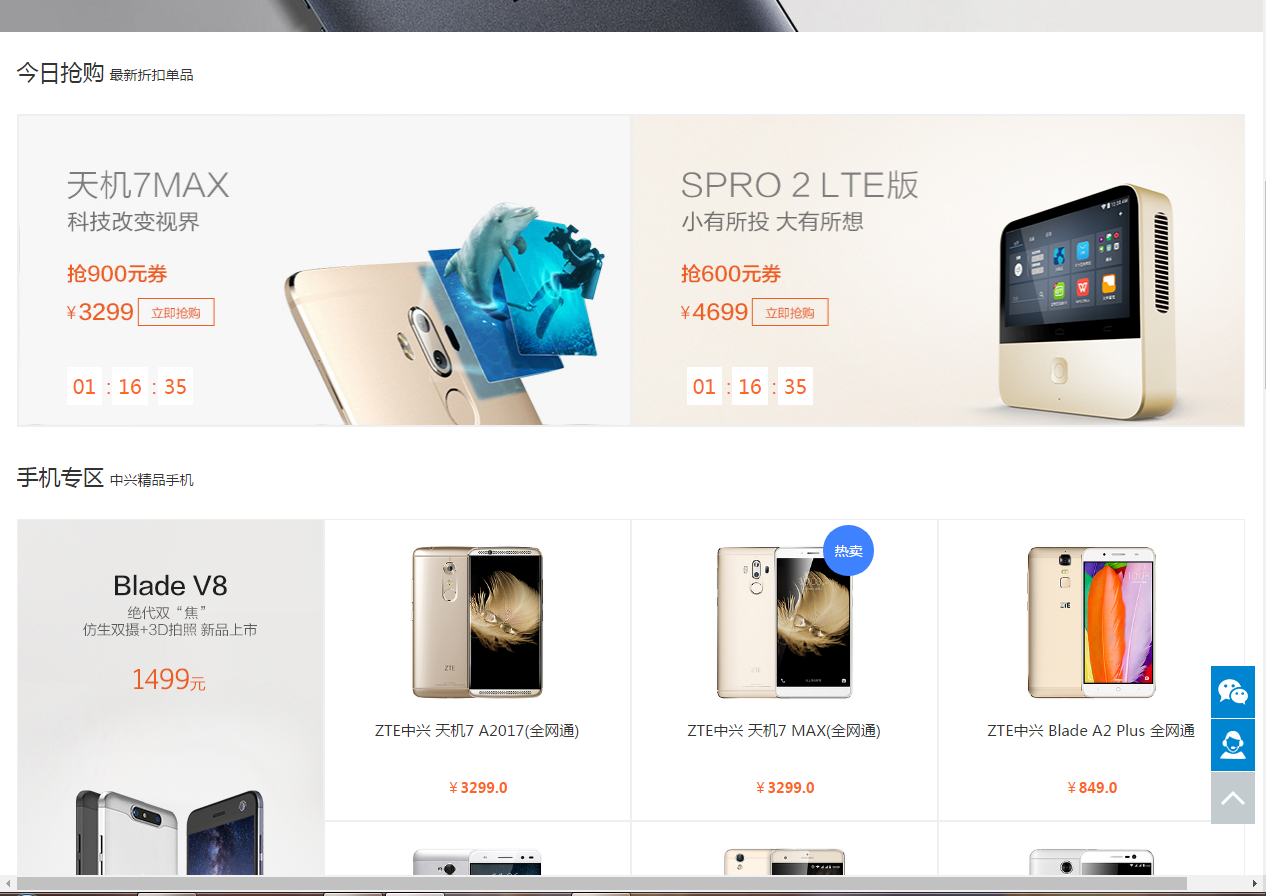 今日抢购 最新折扣单品
天机7MAX
科技改变视界
抢900元券
¥3299 立即抢购
01 : 16 : 35
SPRO 2 LTE版
小有所投 大有所想
抢600元券
¥4699 立即抢购
01 : 16 : 35
手机专区 中兴精品手机
Blade V8
绝代双“焦”
仿生双摄+3D拍照 新品上市
1499元
ZTE
ZTE中兴 天机7 A2017(全网通)
¥3299.0
热卖
ZTE
ZTE中兴 天机7 MAX(全网通)
¥3299.0
ZTE
ZTE中兴 Blade A2 Plus 全网通
¥849.0